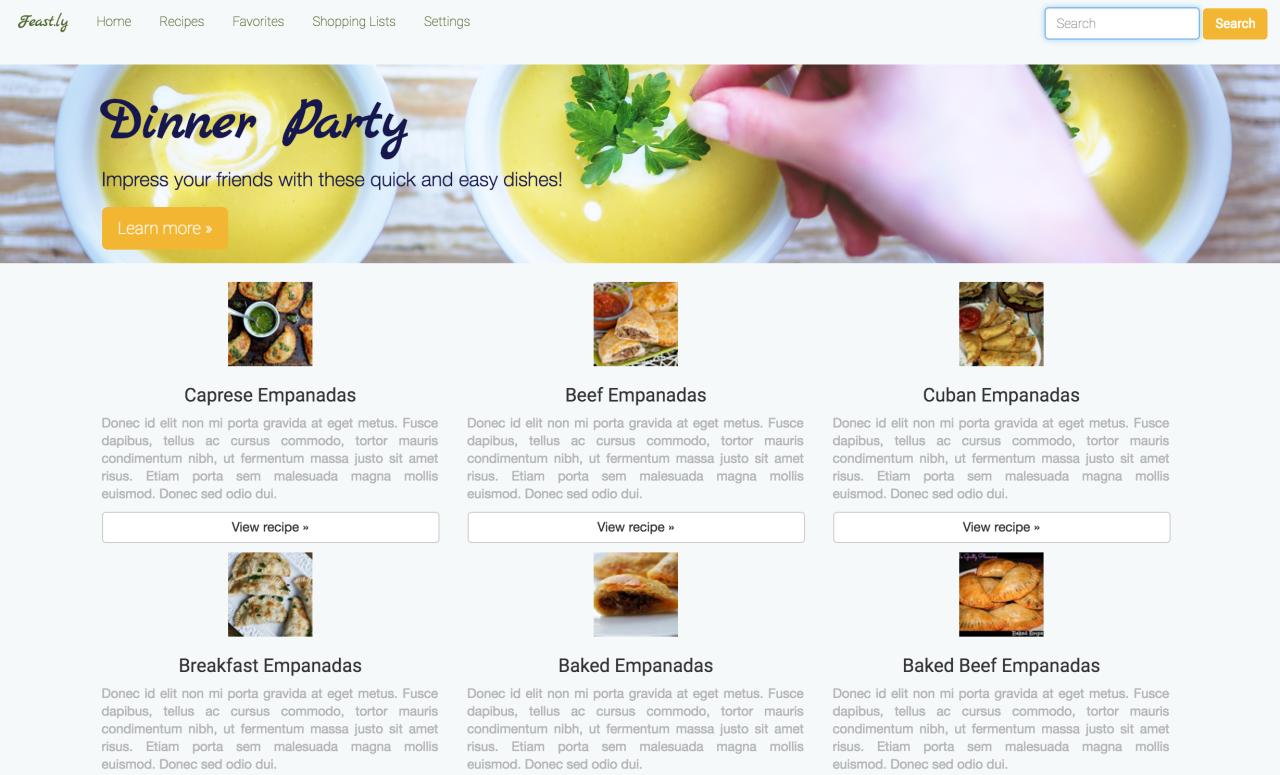 Feast.ly Home Recipes Favorites Shopping Lists Settings Search Search
Dinner Party
Impress your friends with these quick and easy dishes!
Learn more »
Caprese Empanadas
Donec id elit non mi porta gravida at eget metus. Fusce
dapibus, tellus ac cursus commodo, tortor mauris
condimentum nibh, ut fermentum massa justo sit amet
risus. Etiam porta sem malesuada magna mollis
euismod. Donec sed odio dui.
View recipe »
Beef Empanadas
Donec id elit non mi porta gravida at eget metus. Fusce
dapibus, tellus ac cursus commodo, tortor mauris
condimentum nibh, ut fermentum massa justo sit amet
risus. Etiam porta sem malesuada magna mollis
euismod. Donec sed odio dui.
View recipe »
Cuban Empanadas
Donec id elit non mi porta gravida at eget metus. Fusce
dapibus, tellus ac cursus commodo, tortor mauris
condimentum nibh, ut fermentum massa justo sit amet
risus. Etiam porta sem malesuada magna mollis
euismod. Donec sed odio dui.
View recipe »
Breakfast Empanadas
Donec id elit non mi porta gravida at eget metus. Fusce
dapibus, tellus ac cursus commodo, tortor mauris
condimentum nibh, ut fermentum massa justo sit amet
risus. Etiam porta sem malesuada magna mollis
euismod. Donec sed odio dui.
Baked Empanadas
Donec id elit non mi porta gravida at eget metus. Fusce
dapibus, tellus ac cursus commodo, tortor mauris
condimentum nibh, ut fermentum massa justo sit amet
risus. Etiam porta sem malesuada magna mollis
euismod. Donec sed odio dui.
Baked Beef Empanadas
Donec id elit non mi porta gravida at eget metus. Fusce
dapibus, tellus ac cursus commodo, tortor mauris
condimentum nibh, ut fermentum massa justo sit amet
risus. Etiam porta sem malesuada magna mollis
euismod. Donec sed odio dui.